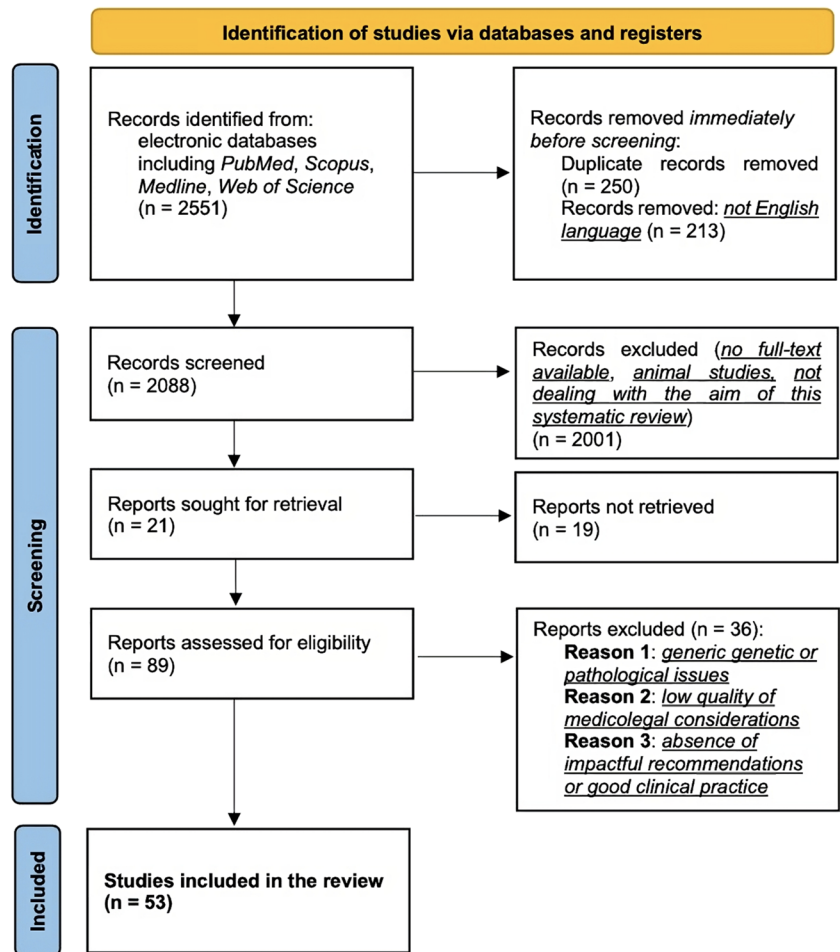 Identification of studies via databases and registers
Identification
Records identified from:
electronic databases
including PubMed, Scopus,
Medline, Web of Science
(n = 2551)
Records removed immediately
before screening:
Duplicate records removed
(n = 250)
Records removed: not English
language (n = 213)
Screening
Records screened
(n = 2088)
Records excluded (no full-text
available, animal studies, not
dealing with the aim of this
systematic review)
(n = 2001)
Reports sought for retrieval
(n = 21)
Reports not retrieved
(n = 19)
Reports assessed for eligibility
(n = 89)
Reports excluded (n = 36):
Reason 1: generic genetic or
pathological issues
Reason 2: low quality of
medicolegal considerations
Reason 3: absence of
impactful recommendations
or good clinical practice
Included
Studies included in the review
(n = 53)